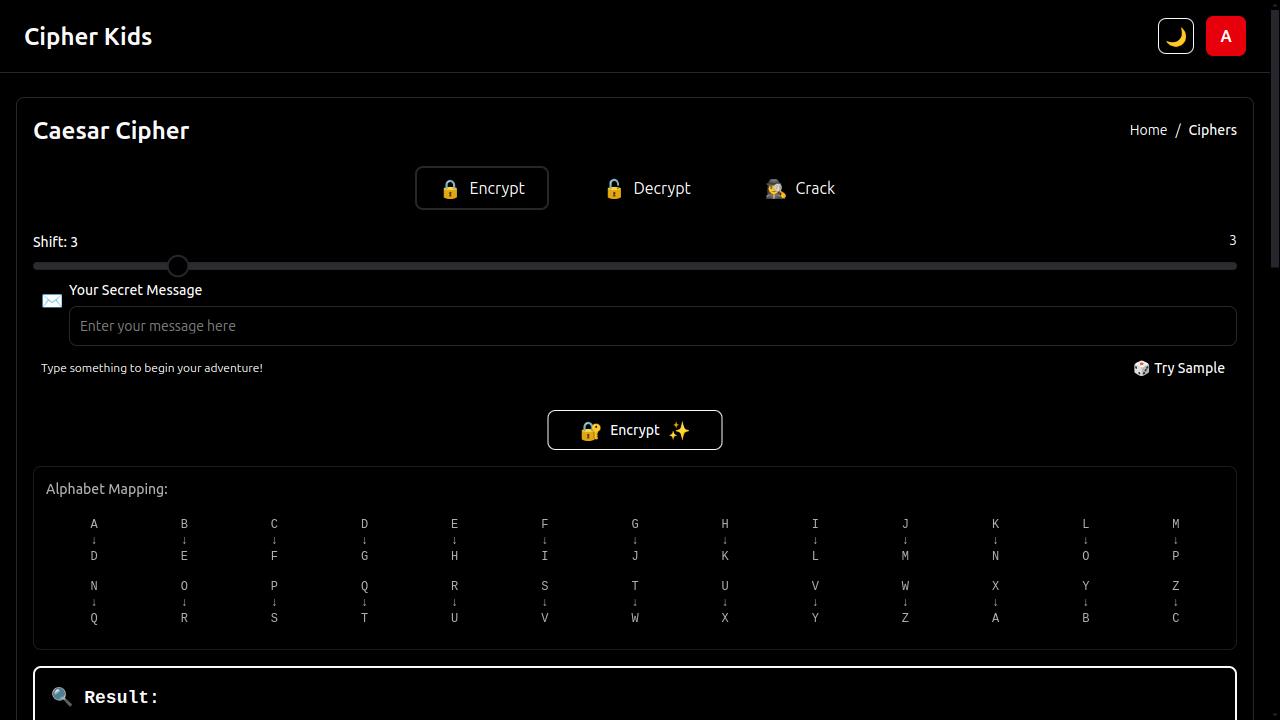 Cipher Kids
A
Caesar Cipher
Home / Ciphers
Encrypt
Decrypt
Crack
Shift: 3
3
Your Secret Message
Enter your message here
Type something to begin your adventure!
Try Sample
Encrypt
Alphabet Mapping:
A B C D E F G H I J K L M
↓ ↓ ↓ ↓ ↓ ↓ ↓ ↓ ↓ ↓ ↓ ↓ ↓
D E F G H I J K L M N O P
N O P Q R S T U V W X Y Z
↓ ↓ ↓ ↓ ↓ ↓ ↓ ↓ ↓ ↓ ↓ ↓ ↓
Q R S T U V W X Y Z A B C
Result: